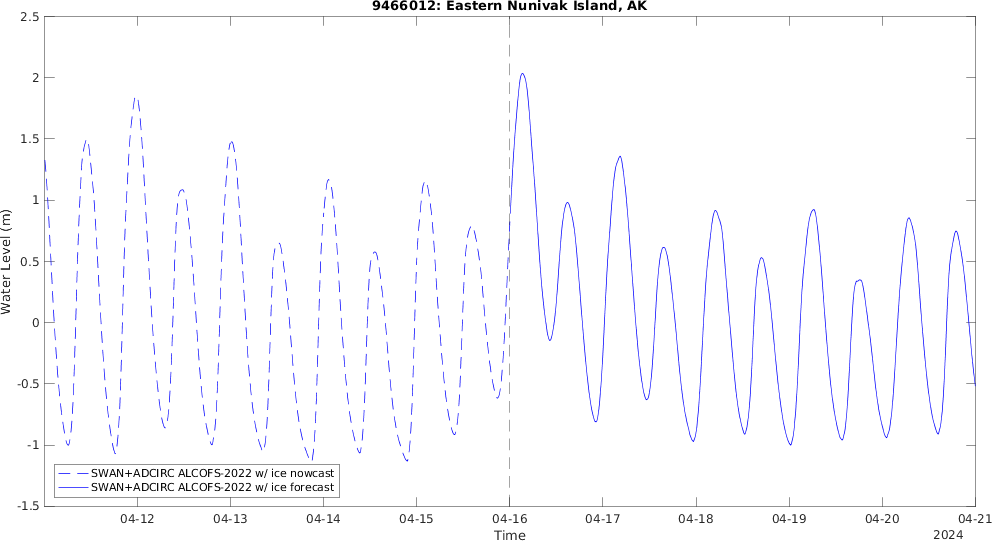 9466012: Eastern Nunivak Island, AK
Water Level (m)
2.5
2
1.5
1
0.5
0
-0.5
-1
-1.5
SWAN+ADCIRC ALCOFS-2022 w/ ice nowcast
SWAN+ADCIRC ALCOFS-2022 w/ ice forecast
04-12 04-13 04-14 04-15 04-16 04-17 04-18 04-19 04-20 04-21
Time
2024